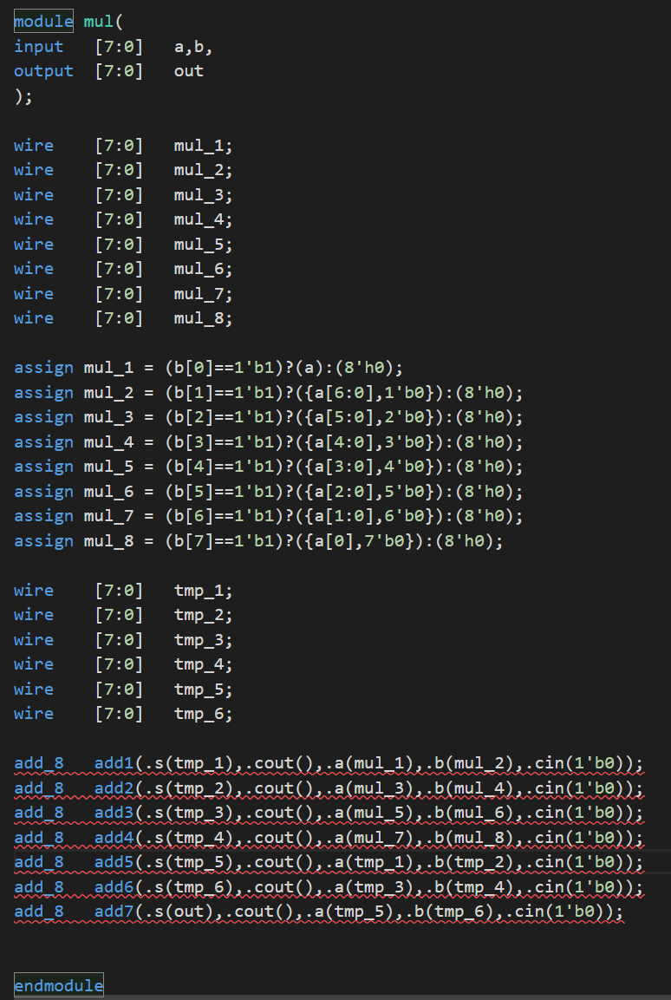 module mul(
input [7:0] a,b,
output [7:0] out
);
wire [7:0] mul_1;
wire [7:0] mul_2;
wire [7:0] mul_3;
wire [7:0] mul_4;
wire [7:0] mul_5;
wire [7:0] mul_6;
wire [7:0] mul_7;
wire [7:0] mul_8;
assign mul_1 = (b[0]==1'b1)?(a):(8'h0);
assign mul_2 = (b[1]==1'b1)?({a[6:0],1'b0}):(8'h0);
assign mul_3 = (b[2]==1'b1)?({a[5:0],2'b0}):(8'h0);
assign mul_4 = (b[3]==1'b1)?({a[4:0],3'b0}):(8'h0);
assign mul_5 = (b[4]==1'b1)?({a[3:0],4'b0}):(8'h0);
assign mul_6 = (b[5]==1'b1)?({a[2:0],5'b0}):(8'h0);
assign mul_7 = (b[6]==1'b1)?({a[1:0],6'b0}):(8'h0);
assign mul_8 = (b[7]==1'b1)?({a[0],7'b0}):(8'h0);
wire [7:0] tmp_1;
wire [7:0] tmp_2;
wire [7:0] tmp_3;
wire [7:0] tmp_4;
wire [7:0] tmp_5;
wire [7:0] tmp_6;
add_8 add1(.s(tmp_1),.cout(),.a(mul_1),.b(mul_2),.cin(1'b0));
add_8 add2(.s(tmp_2),.cout(),.a(mul_3),.b(mul_4),.cin(1'b0));
add_8 add3(.s(tmp_3),.cout(),.a(mul_5),.b(mul_6),.cin(1'b0));
add_8 add4(.s(tmp_4),.cout(),.a(mul_7),.b(mul_8),.cin(1'b0));
add_8 add5(.s(tmp_5),.cout(),.a(tmp_1),.b(tmp_2),.cin(1'b0));
add_8 add6(.s(tmp_6),.cout(),.a(tmp_3),.b(tmp_4),.cin(1'b0));
add_8 add7(.s(out),.cout(),.a(tmp_5),.b(tmp_6),.cin(1'b0));
endmodule